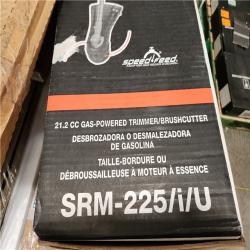 speed feed
21.2 CC GAS-POWERED TRIMMER/BRUSHCUTTER
DESBROZADORA O DESMALEZADORA
DE GASOLINA
TAILLE-BORDURE OU
DÉBROUSSAILLEUSE À MOTEUR À ESSENCE
SRM-225/i/U